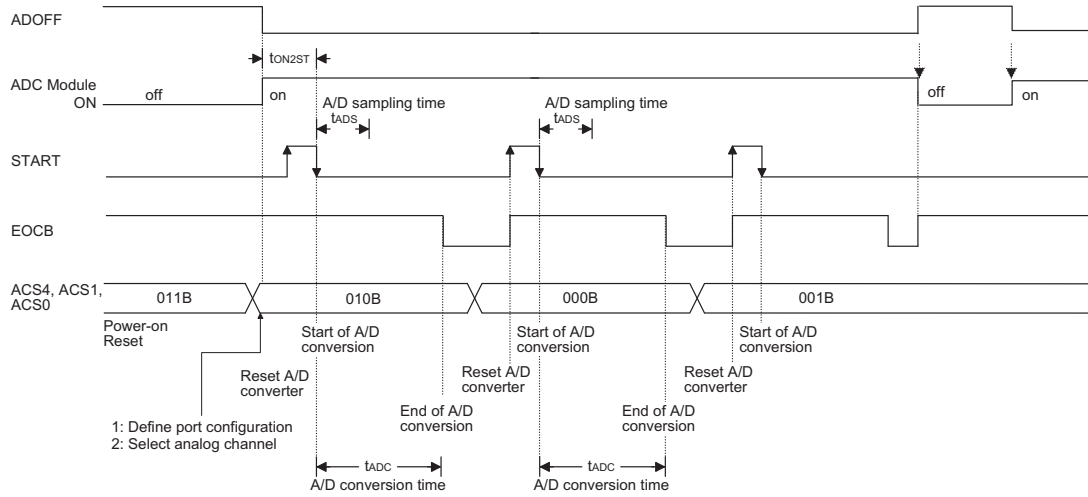 ADOFF
tON2ST
ADC Module
ON
off
on
off
on
A/D sampling time
tADS
A/D sampling time
tADS
START
EOCB
ACS4, ACS1,
ACS0
011B
010B
000B
001B
Power-on
Reset
Start of A/D
conversion
Start of A/D
conversion
Start of A/D
conversion
Reset A/D
converter
Reset A/D
converter
Reset A/D
converter
End of A/D
conversion
End of A/D
conversion
1: Define port configuration
2: Select analog channel
tADC
A/D conversion time
tADC
A/D conversion time